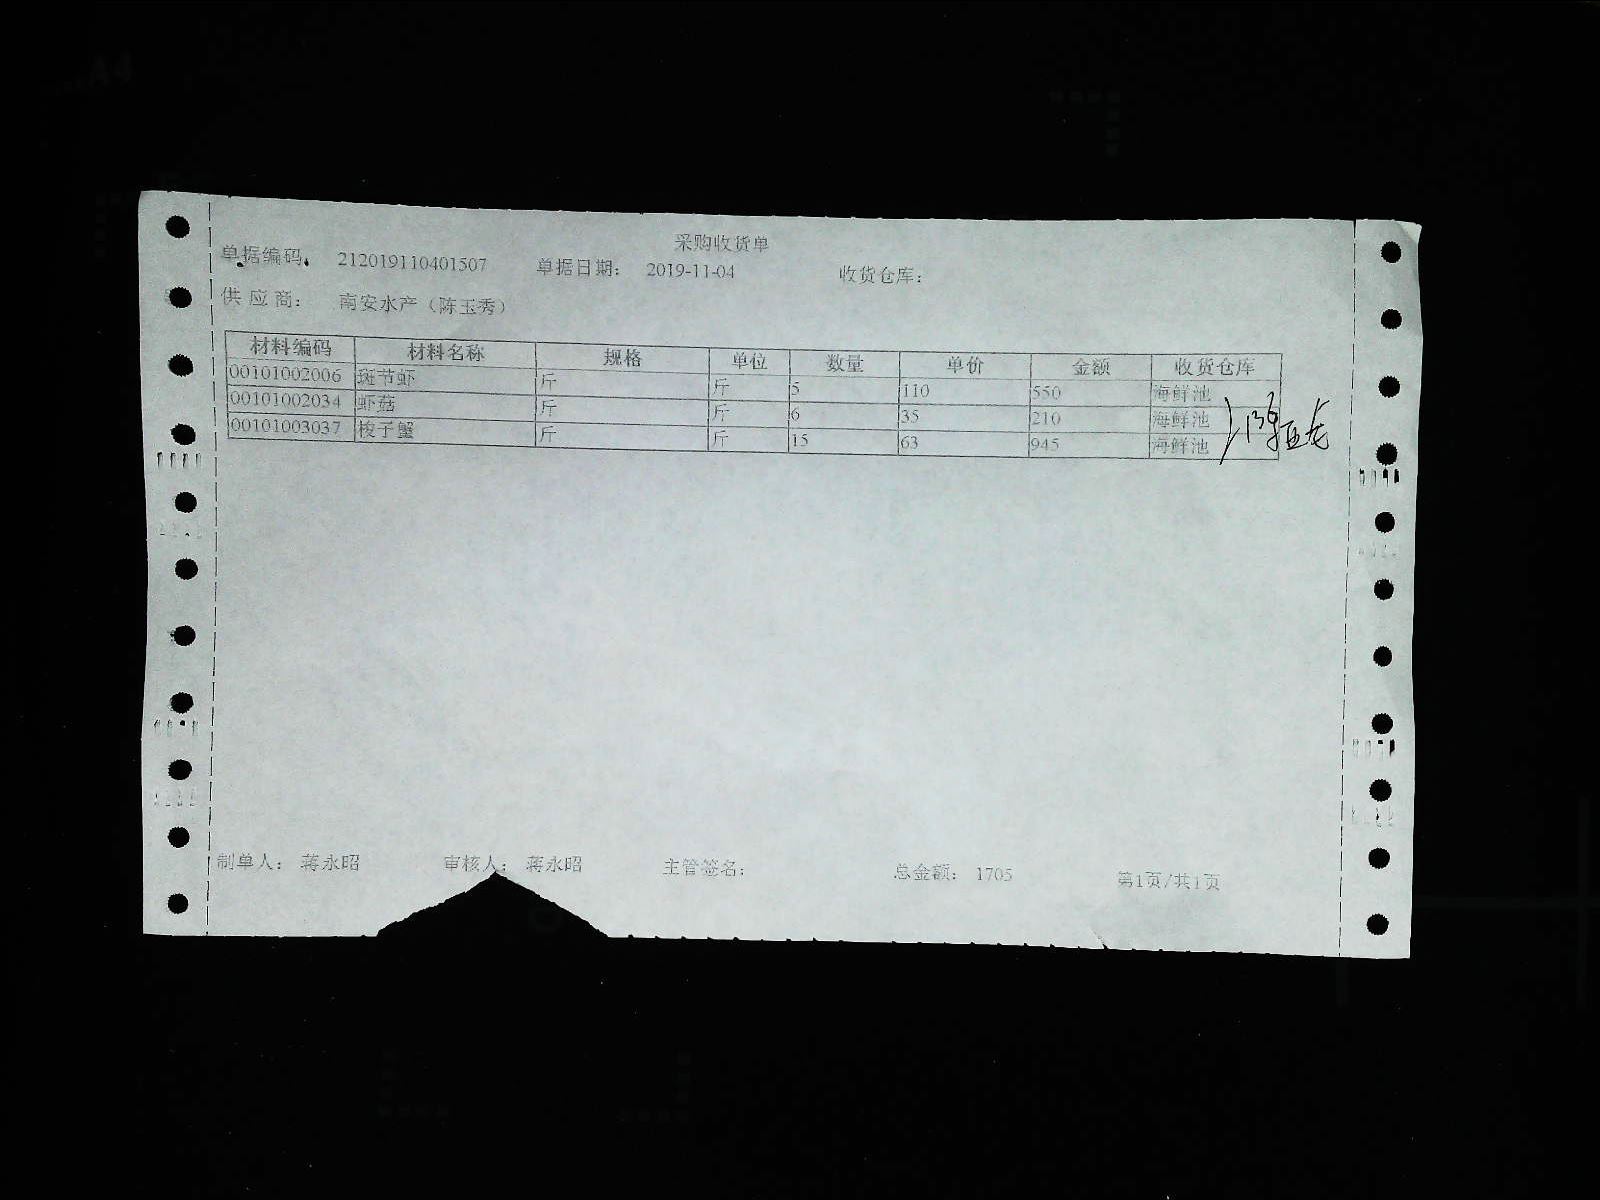 采购收货单
单据编码: 212019110401507 单据日期: 2019-11-04 收货仓库:
供应商: 南安水产（陈玉秀）
材料编码 材料名称 规格 单位 数量 单价 金额 收货仓库
00101002006 斑节虾 斤 斤 5 110 550 海鲜池
00101002034 虾菇 斤 斤 6 35 210 海鲜池
00101003037 梭子蟹 斤 斤 15 63 945 海鲜池
制单人: 蒋永昭 审核人: 蒋永昭 主管签名: 总金额: 1705 第1页/共1页